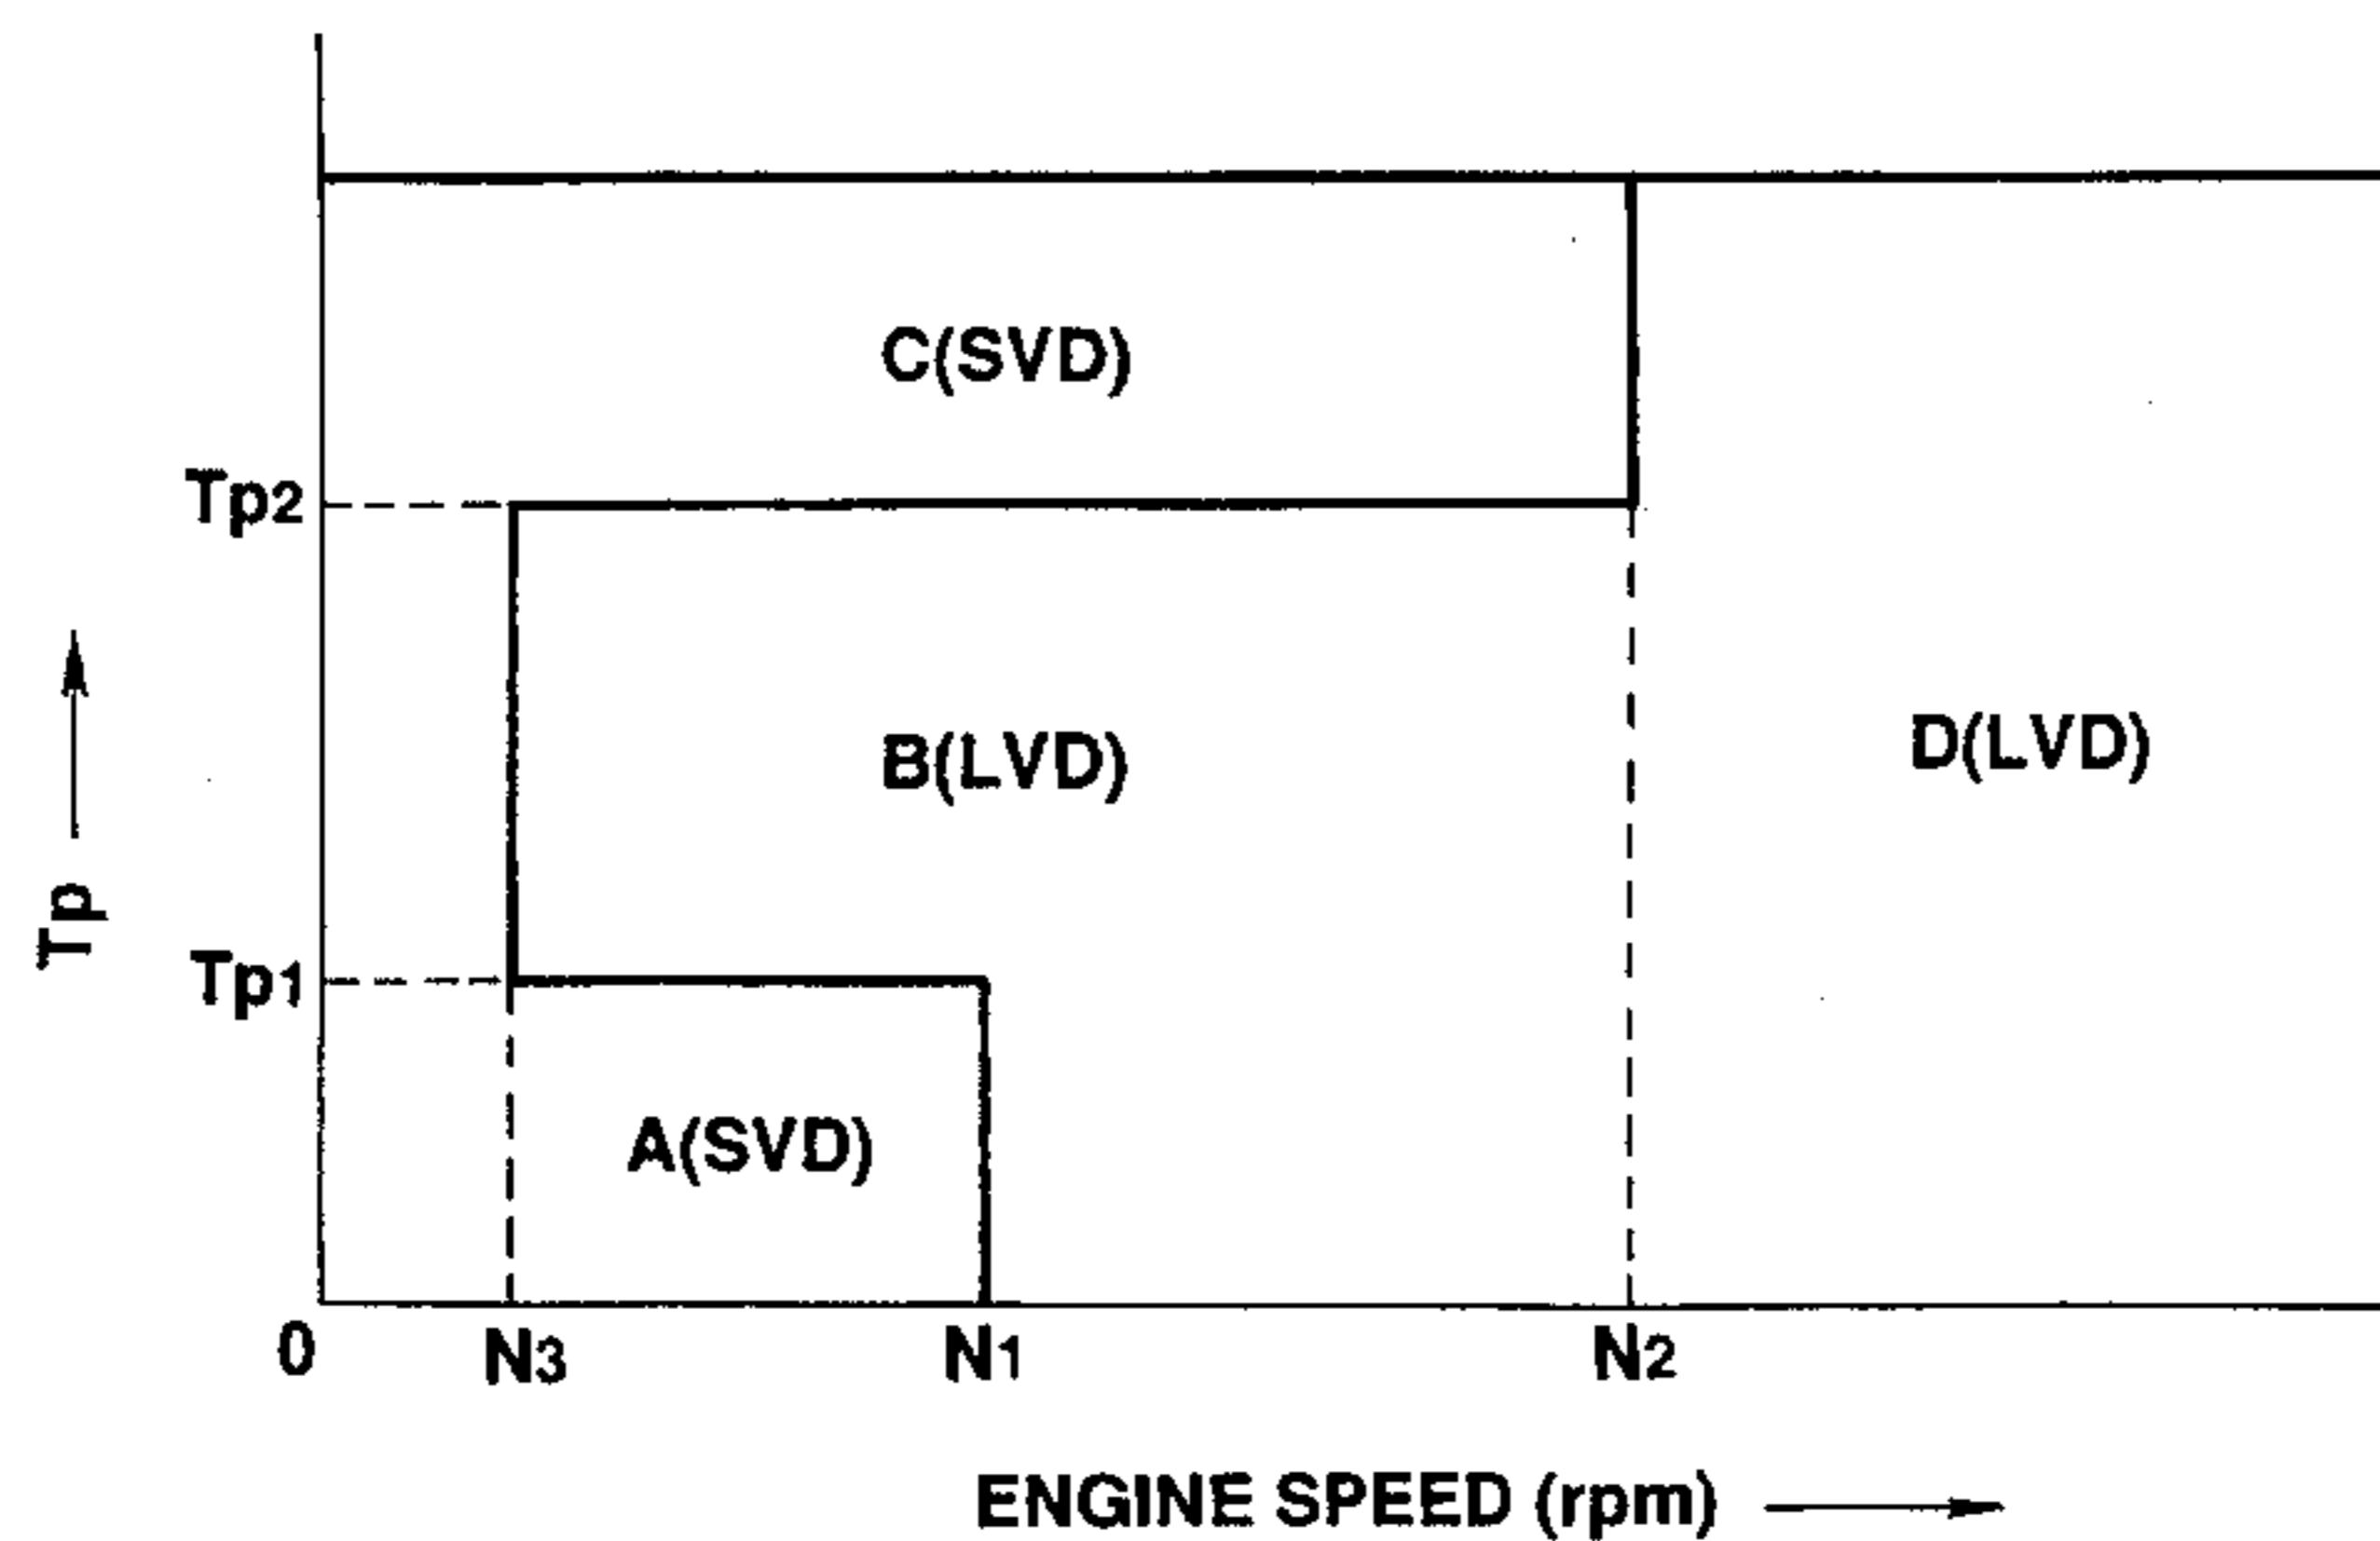 C(SVD)
Tp2
B(LVD)
D(LVD)
Tp
Tp1
A(SVD)
0
N3
N1
N2
ENGINE SPEED (rpm)